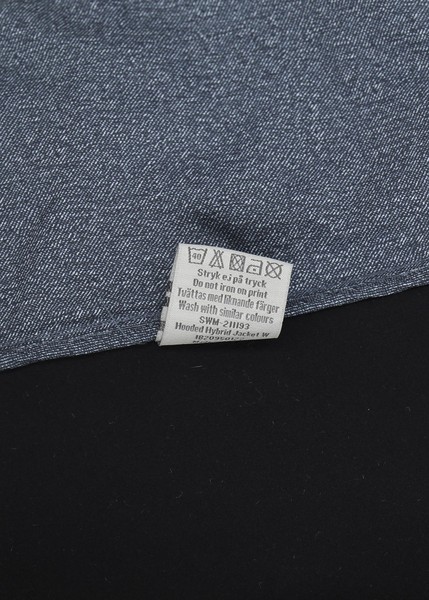 40
Stryk ej på tryck
Do not iron on print
Tvättas med liknande färger
Wash with similar colours
SWM-211193
Hooded Hybrid Jacket W